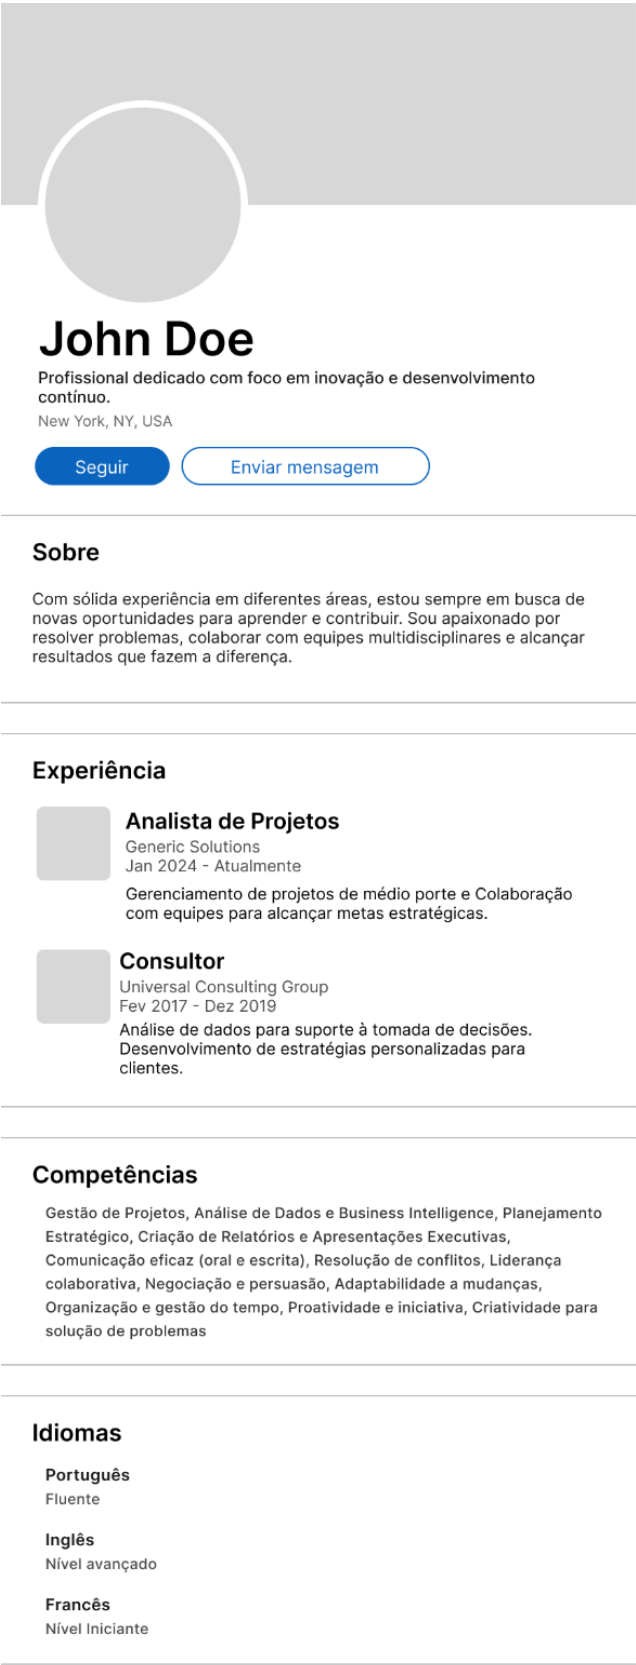 John Doe
Profissional dedicado com foco em inovação e desenvolvimento
contínuo.
New York, NY, USA
Seguir
Enviar mensagem
Sobre
Com sólida experiência em diferentes áreas, estou sempre em busca de
novas oportunidades para aprender e contribuir. Sou apaixonado por
resolver problemas, colaborar com equipes multidisciplinares e alcançar
resultados que fazem a diferença.
Experiência
Analista de Projetos
Generic Solutions
Jan 2024 - Atualmente
Gerenciamento de projetos de médio porte e Colaboração
com equipes para alcançar metas estratégicas.
Consultor
Universal Consulting Group
Fev 2017 - Dez 2019
Análise de dados para suporte à tomada de decisões.
Desenvolvimento de estratégias personalizadas para
clientes.
Competências
Gestão de Projetos, Análise de Dados e Business Intelligence, Planejamento
Estratégico, Criação de Relatórios e Apresentações Executivas,
Comunicação eficaz (oral e escrita), Resolução de conflitos, Liderança
colaborativa, Negociação e persuasão, Adaptabilidade a mudanças,
Organização e gestão do tempo, Proatividade e iniciativa, Criatividade para
solução de problemas
Idiomas
Português
Fluente
Inglês
Nível avançado
Francês
Nível Iniciante